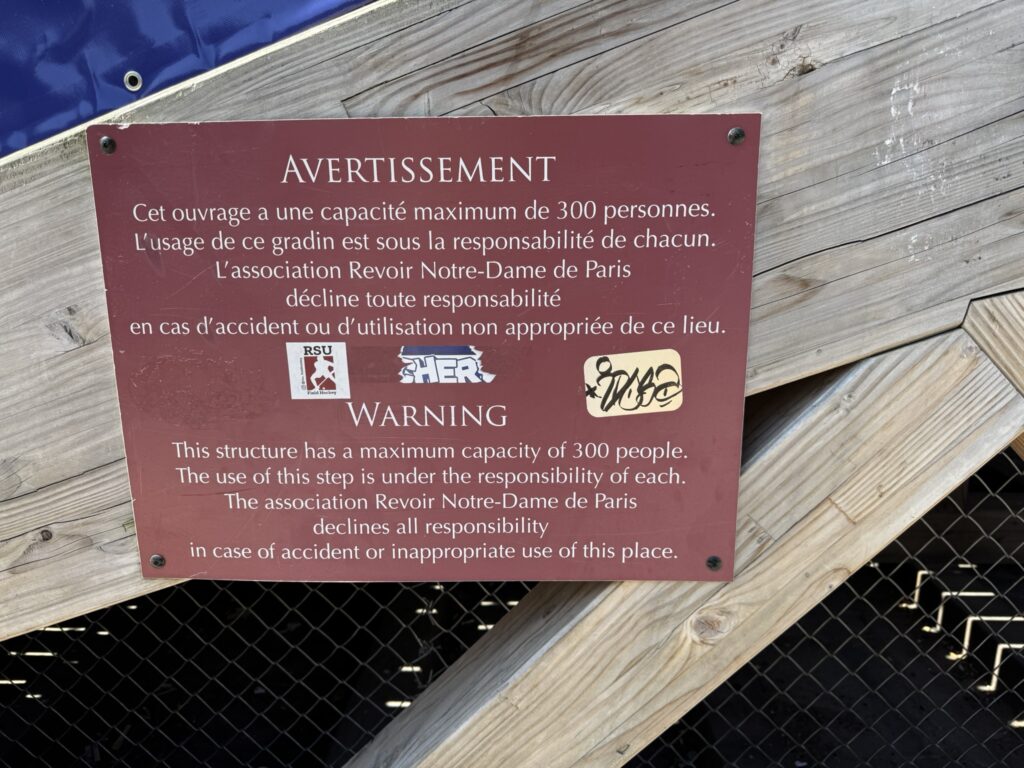 AVERTISSEMENT
Cet ouvrage a une capacité maximum de 300 personnes.
L'usage de ce gradin est sous la responsabilité de chacun.
L'association Revoir Notre-Dame de Paris
décline toute responsabilité
en cas d'accident ou d'utilisation non appropriée de ce lieu.
RSU
Field Hockey
HER
WARNING
This structure has a maximum capacity of 300 people.
The use of this step is under the responsibility of each.
The association Revoir Notre-Dame de Paris
declines all responsibility
in case of accident or inappropriate use of this place.